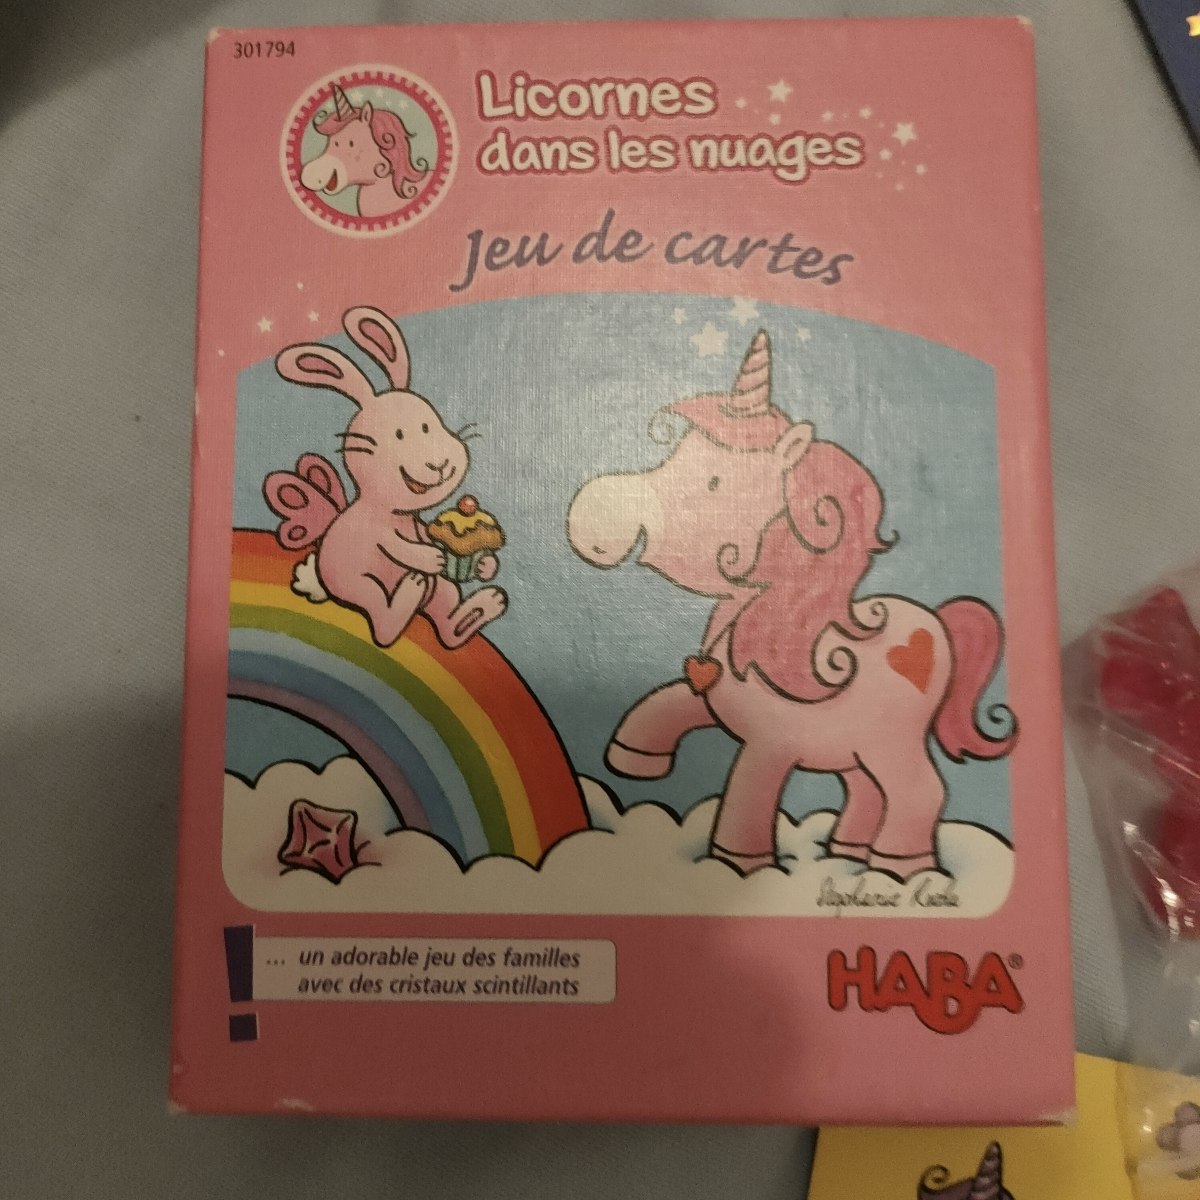 301794
Licornes
dans les nuages
Jeu de cartes
... un adorable jeu des familles
avec des cristaux scintillants
HABA®